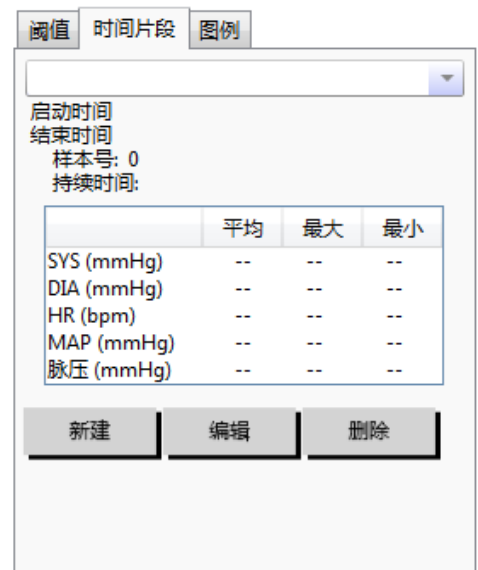 阈值 时间片段 图例
启动时间
结束时间
样本号: 0
持续时间:
平均 最大 最小
SYS (mmHg) -- -- --
DIA (mmHg) -- -- --
HR (bpm) -- -- --
MAP (mmHg) -- -- --
脉压 (mmHg) -- -- --
新建 编辑 删除